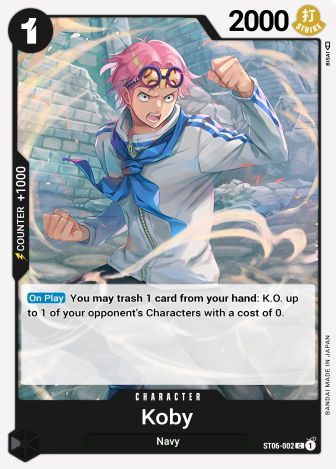 1
2000
打
STRIKE
BISAI
COUNTER +1000
On Play You may trash 1 card from your hand: K.O. up
to 1 of your opponent's Characters with a cost of 0.
BANDAI MADE IN JAPAN
CHARACTER
Koby
Navy
ST06-002 C 1